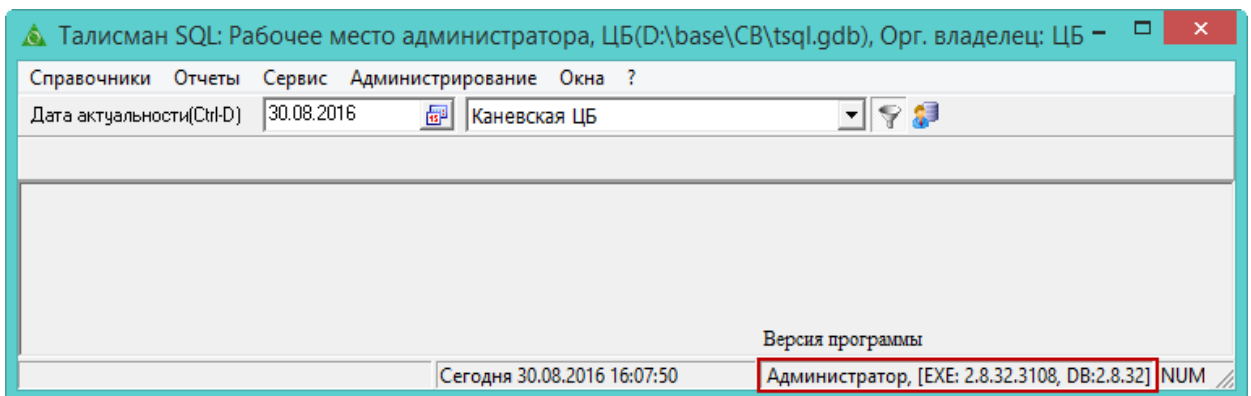 Талисман SQL: Рабочее место администратора, ЦБ(D:\base\CB\tsql.gdb), Орг. владелец: ЦБ
Справочники Отчеты Сервис Администрирование Окна ?
Дата актуальности(Ctrl-D) 30.08.2016 15 Каневская ЦБ
Версия программы
Сегодня 30.08.2016 16:07:50 Администратор, [EXE: 2.8.32.3108, DB:2.8.32] NUM